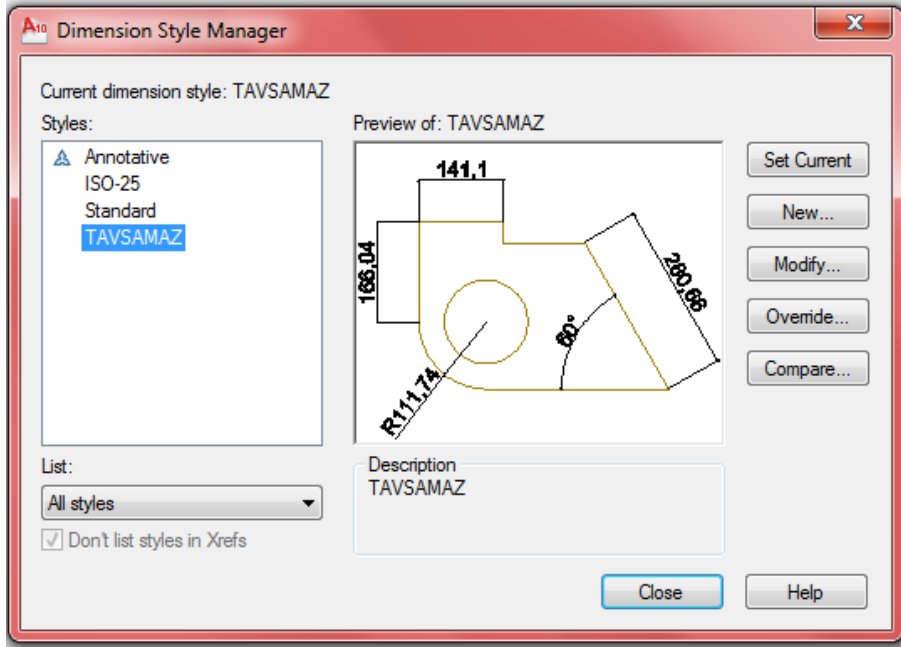 A10 Dimension Style Manager
Current dimension style: TAVSAMAZ
Styles:
Annotative
ISO-25
Standard
TAVSAMAZ
Preview of: TAVSAMAZ
141,1
166,04
260,66
60°
R111,74
Set Current
New...
Modify...
Override...
Compare...
List:
All styles
Don't list styles in Xrefs
Description
TAVSAMAZ
Close
Help